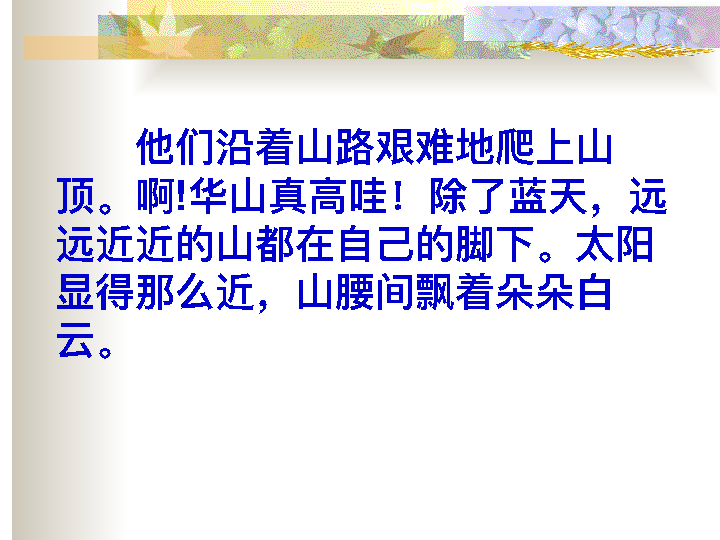 他们沿着山路艰难地爬上山
顶。啊!华山真高哇！除了蓝天，远
远近近的山都在自己的脚下。太阳
显得那么近，山腰间飘着朵朵白
云。